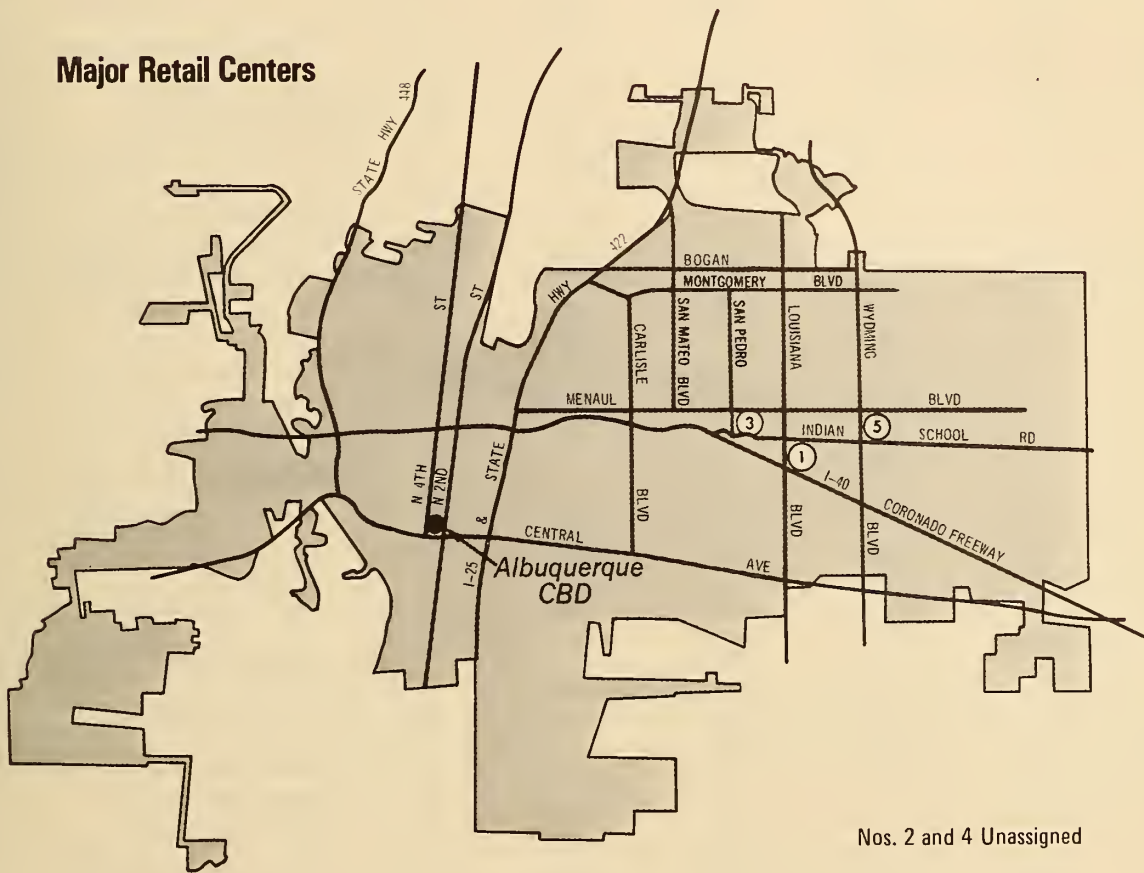 Major Retail Centers
STATE HWY 448
ST
ST
HWY 422
BOGAN
MONTGOMERY BLVD
CARLISLE
SAN MATEO BLVD
SAN PEDRO
LOUISIANA
WYOMING
MENAUL BLVD
3
5
INDIAN SCHOOL RD
1
I-40
N 4TH
N 2ND
STATE
&
I-25
CENTRAL AVE
BLVD
BLVD
BLVD
CORONADO FREEWAY
Albuquerque
CBD
Nos. 2 and 4 Unassigned